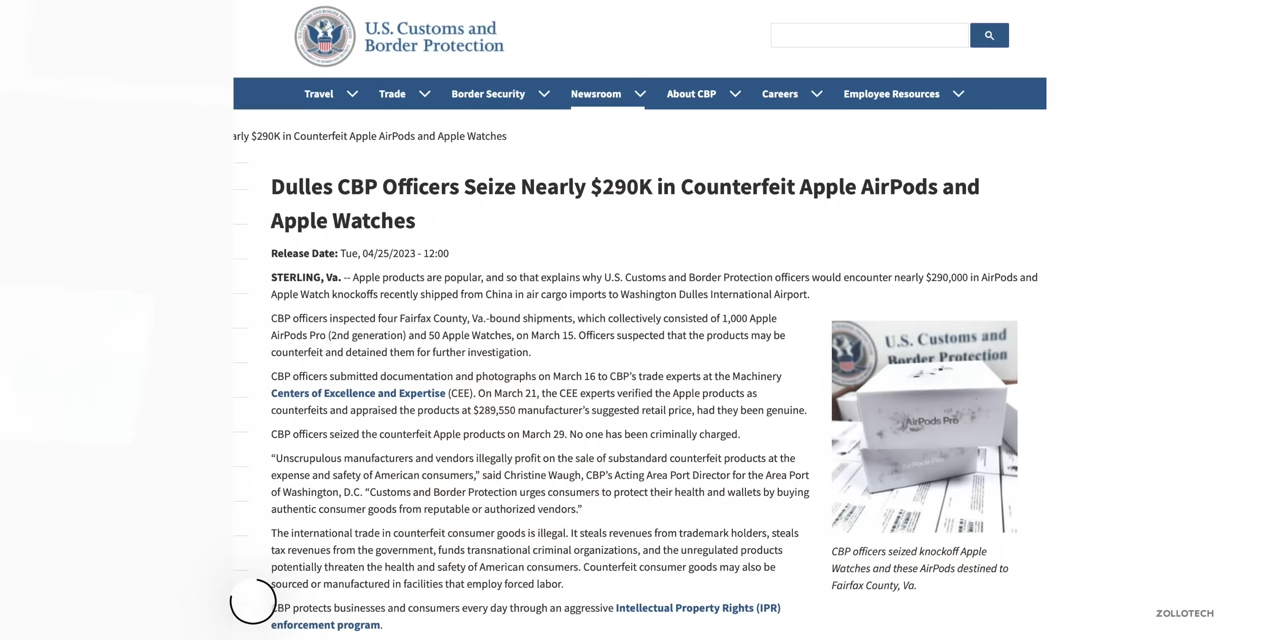 U.S. Customs and
Border Protection
Travel
Trade
Border Security
Newsroom
About CBP
Careers
Employee Resources
arly $290K in Counterfeit Apple AirPods and Apple Watches
Dulles CBP Officers Seize Nearly $290K in Counterfeit Apple AirPods and
Apple Watches
Release Date: Tue, 04/25/2023 - 12:00
STERLING, Va. -- Apple products are popular, and so that explains why U.S. Customs and Border Protection officers would encounter nearly $290,000 in AirPods and
Apple Watch knockoffs recently shipped from China in air cargo imports to Washington Dulles International Airport.
CBP officers inspected four Fairfax County, Va.-bound shipments, which collectively consisted of 1,000 Apple
AirPods Pro (2nd generation) and 50 Apple Watches, on March 15. Officers suspected that the products may be
counterfeit and detained them for further investigation.
CBP officers submitted documentation and photographs on March 16 to CBP’s trade experts at the Machinery
Centers of Excellence and Expertise (CEE). On March 21, the CEE experts verified the Apple products as
counterfeits and appraised the products at $289,550 manufacturer’s suggested retail price, had they been genuine.
CBP officers seized the counterfeit Apple products on March 29. No one has been criminally charged.
“Unscrupulous manufacturers and vendors illegally profit on the sale of substandard counterfeit products at the
expense and safety of American consumers,” said Christine Waugh, CBP’s Acting Area Port Director for the Area Port
of Washington, D.C. “Customs and Border Protection urges consumers to protect their health and wallets by buying
authentic consumer goods from reputable or authorized vendors.”
The international trade in counterfeit consumer goods is illegal. It steals revenues from trademark holders, steals
tax revenues from the government, funds transnational criminal organizations, and the unregulated products
potentially threaten the health and safety of American consumers. Counterfeit consumer goods may also be
sourced or manufactured in facilities that employ forced labor.
CBP protects businesses and consumers every day through an aggressive Intellectual Property Rights (IPR)
enforcement program.
U.S. Customs and
Border Protection
AirPods Pro
AirPods Pro
CBP officers seized knockoff Apple
Watches and these AirPods destined to
Fairfax County, Va.
ZOLLOTECH